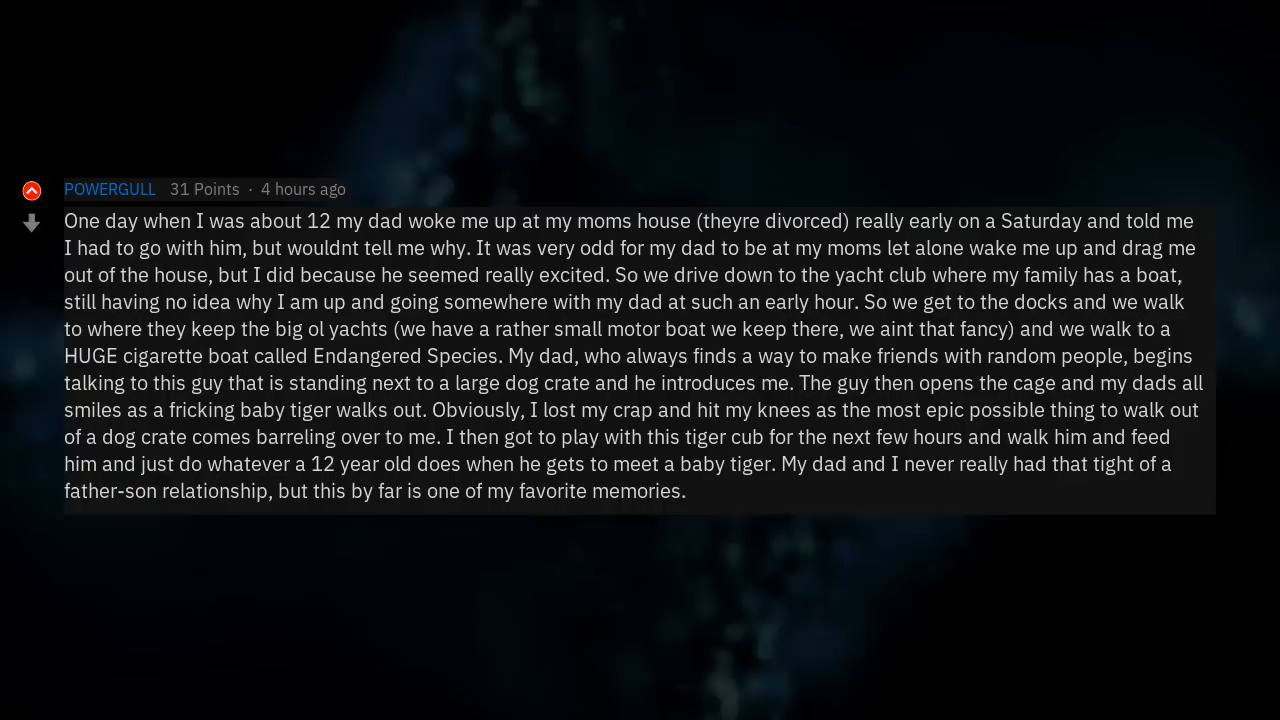 POWERGULL 31 Points · 4 hours ago
One day when I was about 12 my dad woke me up at my moms house (theyre divorced) really early on a Saturday and told me
I had to go with him, but wouldnt tell me why. It was very odd for my dad to be at my moms let alone wake me up and drag me
out of the house, but I did because he seemed really excited. So we drive down to the yacht club where my family has a boat,
still having no idea why I am up and going somewhere with my dad at such an early hour. So we get to the docks and we walk
to where they keep the big ol yachts (we have a rather small motor boat we keep there, we aint that fancy) and we walk to a
HUGE cigarette boat called Endangered Species. My dad, who always finds a way to make friends with random people, begins
talking to this guy that is standing next to a large dog crate and he introduces me. The guy then opens the cage and my dads all
smiles as a fricking baby tiger walks out. Obviously, I lost my crap and hit my knees as the most epic possible thing to walk out
of a dog crate comes barreling over to me. I then got to play with this tiger cub for the next few hours and walk him and feed
him and just do whatever a 12 year old does when he gets to meet a baby tiger. My dad and I never really had that tight of a
father-son relationship, but this by far is one of my favorite memories.